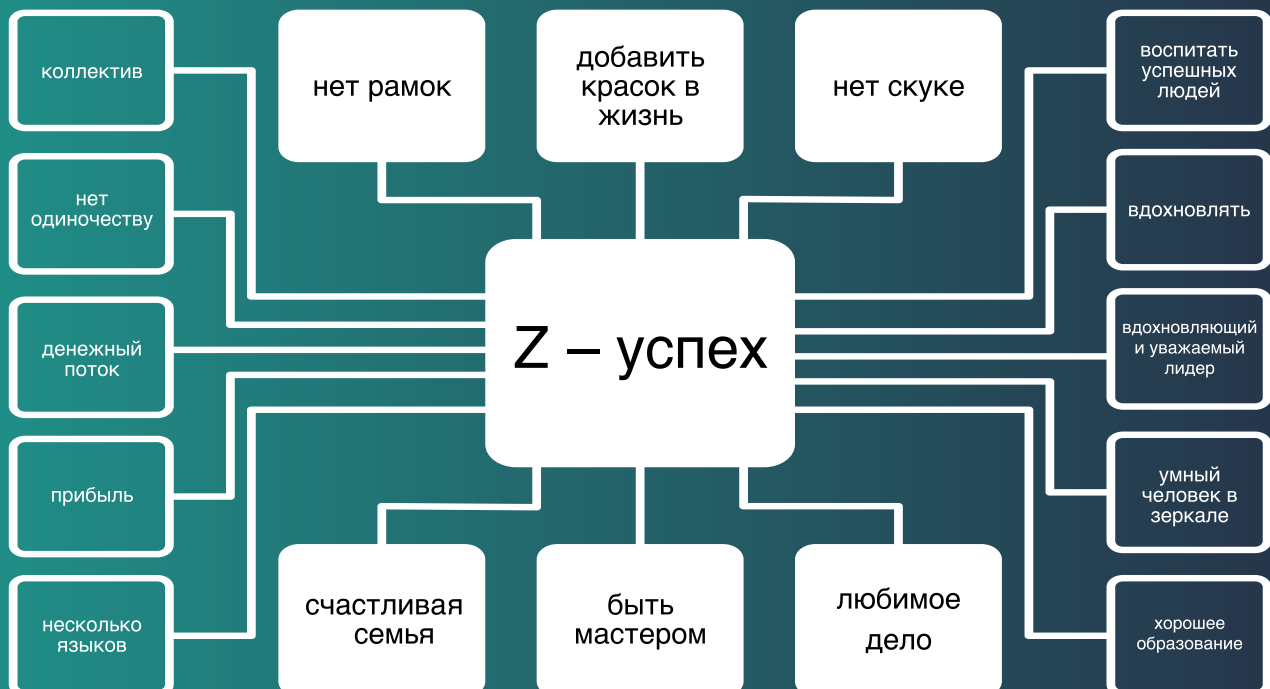 коллектив
нет рамок
добавить
красок в
жизнь
нет скуке
воспитать
успешных
людей
нет
одиночеству
вдохновлять
денежный
поток
Z – успех
вдохновляющий
и уважаемый
лидер
прибыль
умный
человек в
зеркале
несколько
языков
счастливая
семья
быть
мастером
любимое
дело
хорошее
образование